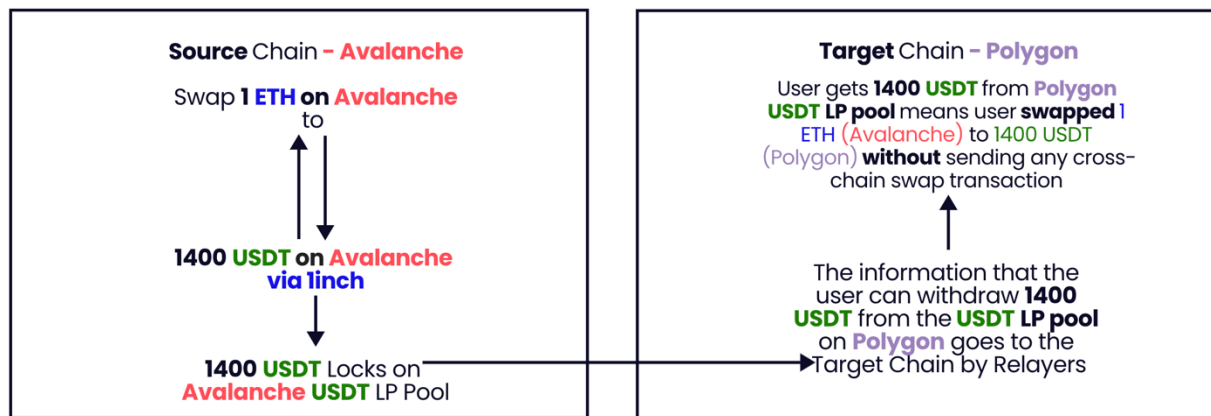 Source Chain - Avalanche
Swap 1 ETH on Avalanche
to
1400 USDT on Avalanche
via 1inch
1400 USDT Locks on
Avalanche USDT LP Pool
Target Chain - Polygon
User gets 1400 USDT from Polygon
USDT LP pool means user swapped 1
ETH (Avalanche) to 1400 USDT
(Polygon) without sending any cross-
chain swap transaction
The information that the
user can withdraw 1400
USDT from the USDT LP pool
on Polygon goes to the
Target Chain by Relayers